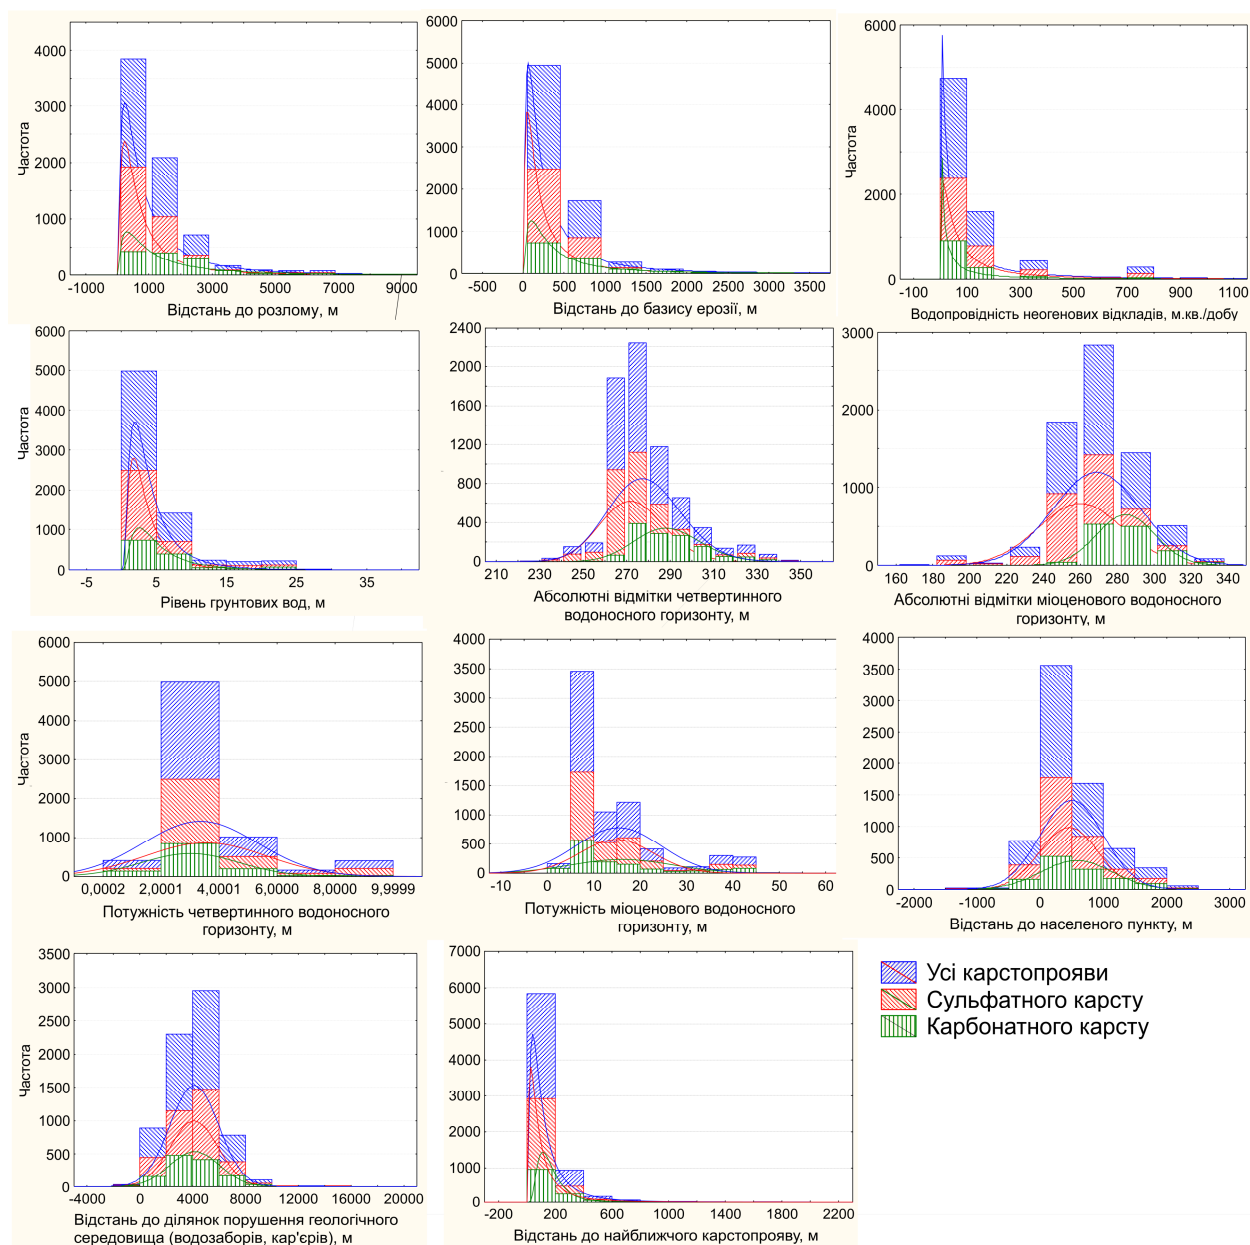 4000
3000
2000
1000
0
Частота
-1000 1000 3000 5000 7000 9000
Відстань до розлому, м
6000
5000
4000
3000
2000
1000
0
-500 0 500 1000 1500 2000 2500 3000 3500
Відстань до базису ерозії, м
6000
4000
2000
0
Частота
-100 100 300 500 700 900 1100
Водопровідність неогенових відкладів, м.кв./добу
6000
5000
4000
3000
2000
1000
0
Частота
-5 5 15 25 35
Рівень грунтових вод, м
2400
2000
1600
1200
800
400
0
210 230 250 270 290 310 330 350
Абсолютні відмітки четвертинного
водоносного горизонту, м
3000
2000
1000
0
160 180 200 220 240 260 280 300 320 340
Абсолютні відмітки міоценового водоносного
горизонту, м
6000
5000
4000
3000
2000
1000
0
Частота
0,0002 2,0001 4,0001 6,0000 8,0000 9,9999
Потужність четвертинного водоносного
горизонту, м
4000
3500
3000
2500
2000
1500
1000
500
0
-10 0 10 20 30 40 50 60
Потужність міоценового водоносного
горизонту, м
4000
3500
3000
2500
2000
1500
1000
500
0
-2000 -1000 0 1000 2000 3000
Відстань до населеного пункту, м
3500
3000
2500
2000
1500
1000
500
0
Частота
-4000 0 4000 8000 12000 16000 20000
Відстань до ділянок порушення геологічного
середовища (водозаборів, кар'єрів), м
7000
6000
5000
4000
3000
2000
1000
0
-200 200 600 1000 1400 1800 2200
Відстань до найближчого карстопрояву, м
Усі карстопрояви
Сульфатного карсту
Карбонатного карсту